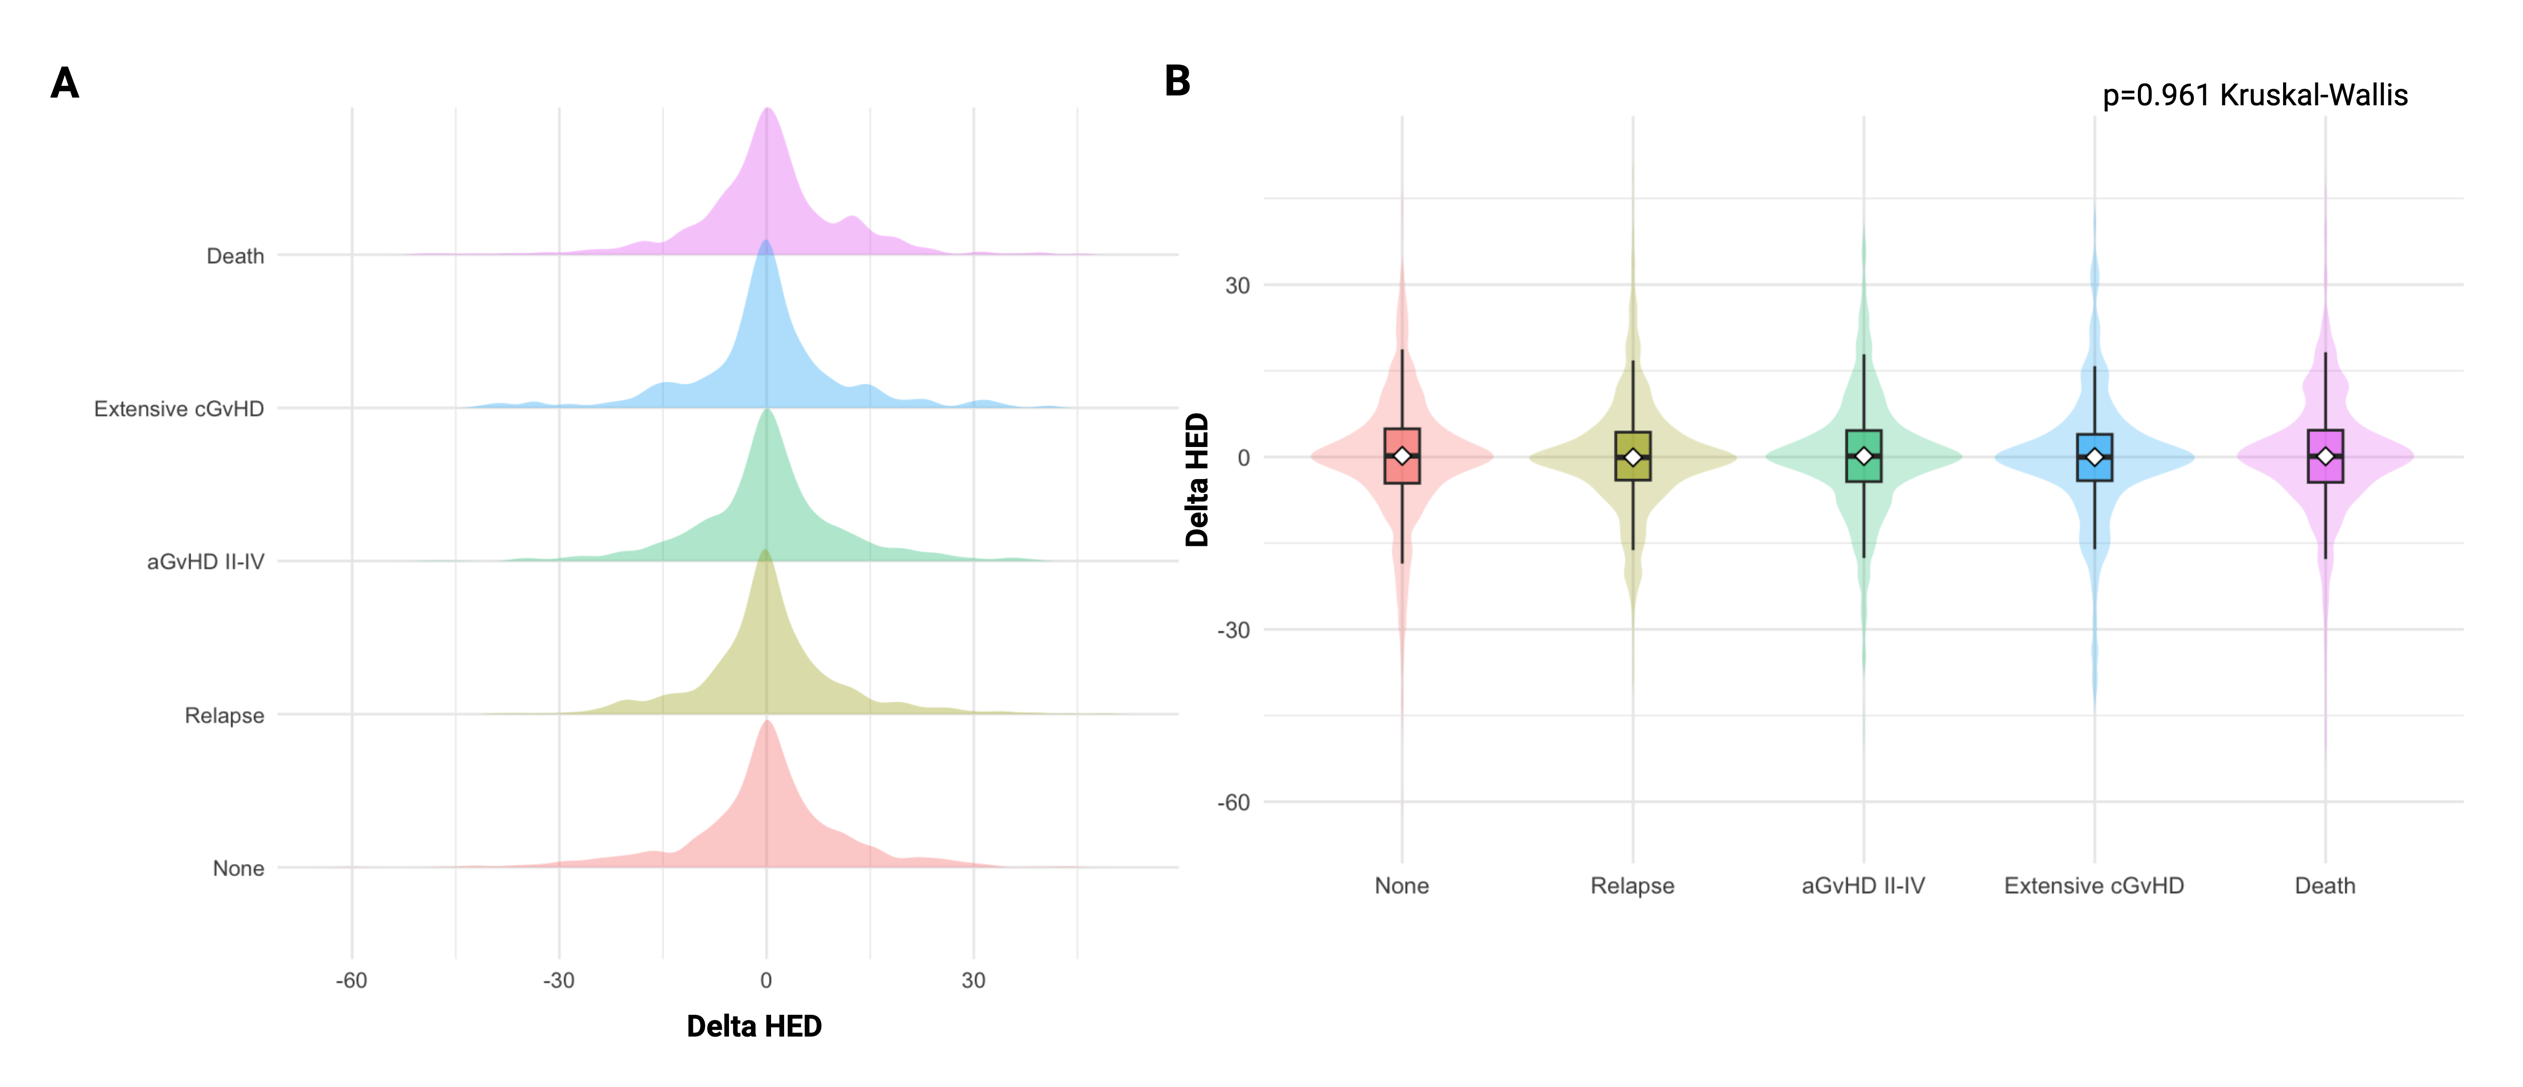 A
Death
Extensive cGvHD
aGvHD II-IV
Relapse
None
-60 -30 0 30
Delta HED
B
p=0.961 Kruskal-Wallis
Delta HED
30
0
-30
-60
None Relapse aGvHD II-IV Extensive cGvHD Death